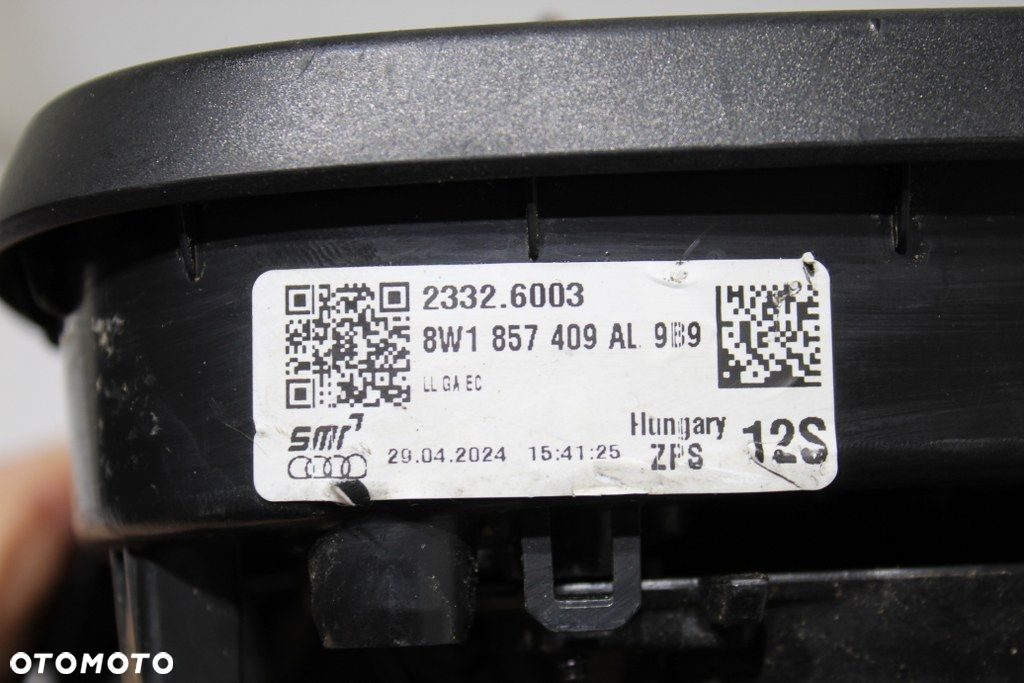 2332.6003
8W1 857 409 AL 9B9
LL GA EC
smr
29.04.2024 15:41:25
Hungary
ZPS
12S
OTOMOTO